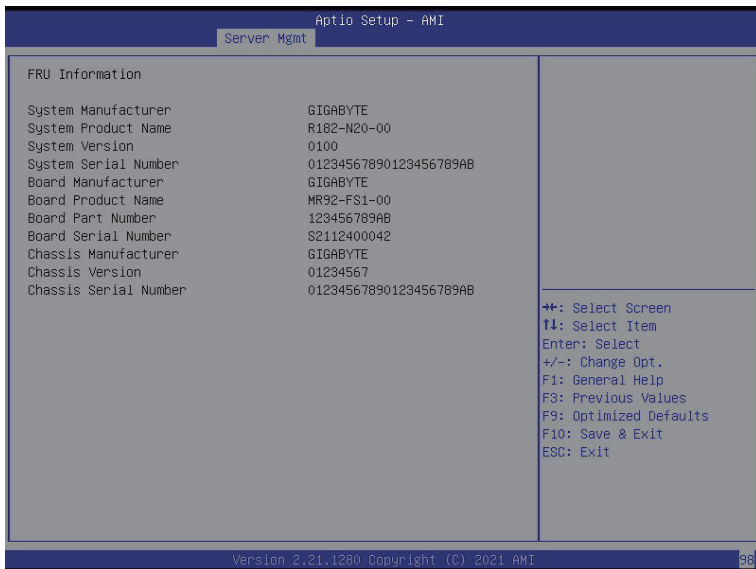 Aptio Setup – AMI
Server Mgmt
FRU Information
System Manufacturer GIGABYTE
System Product Name R182-N20-00
System Version 0100
System Serial Number 01234567890123456789AB
Board Manufacturer GIGABYTE
Board Product Name MR92-FS1-00
Board Part Number 123456789AB
Board Serial Number S2112400042
Chassis Manufacturer GIGABYTE
Chassis Version 01234567
Chassis Serial Number 01234567890123456789AB
→←: Select Screen
↑↓: Select Item
Enter: Select
+/-: Change Opt.
F1: General Help
F3: Previous Values
F9: Optimized Defaults
F10: Save & Exit
ESC: Exit
Version 2.21.1280 Copyright (C) 2021 AMI
98